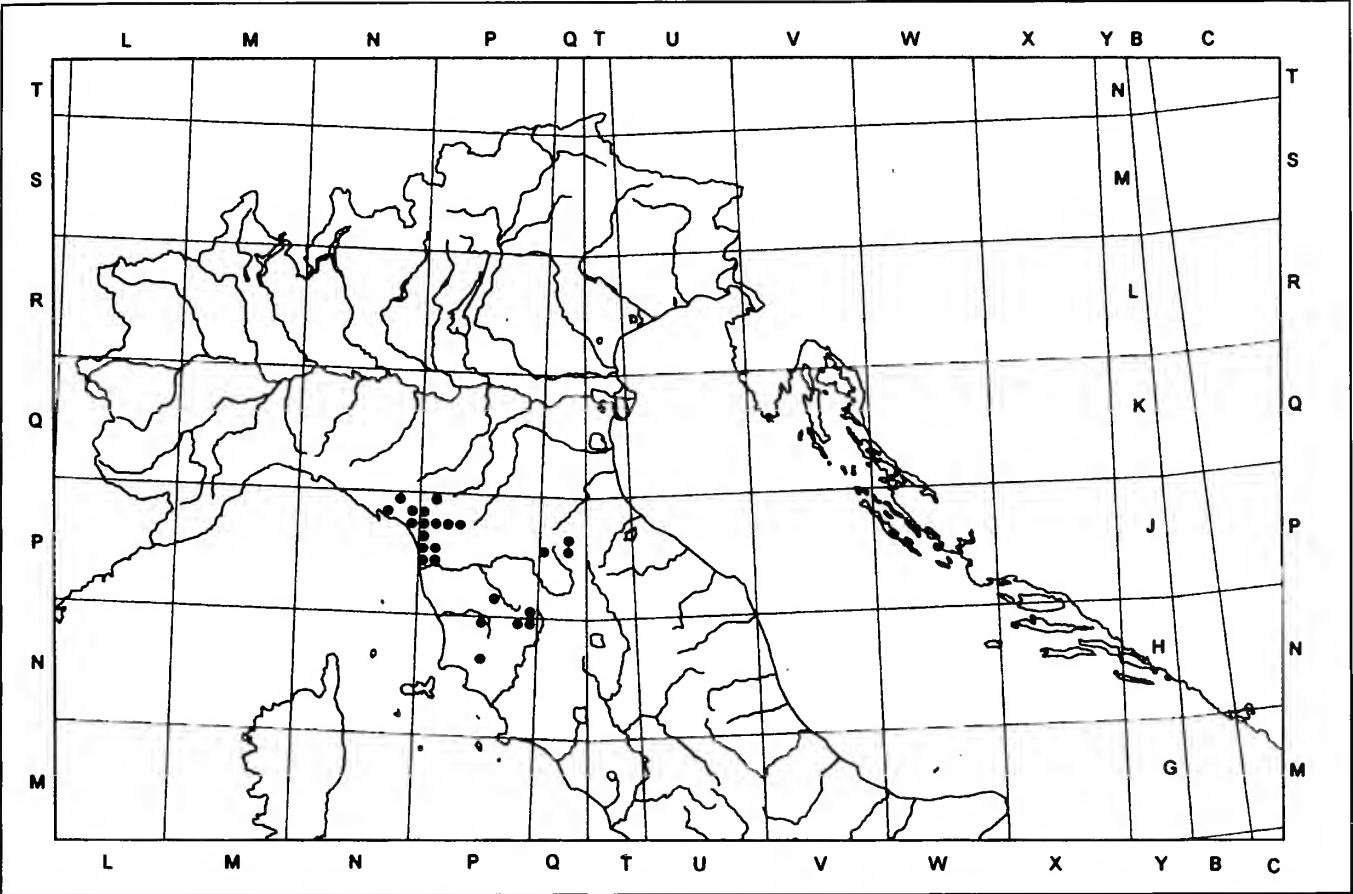 L M N P Q T U V W X Y B C
T N T
S M S
R L R
Q K Q
P J P
N H N
M G M
L M N P Q T U V W X Y B C